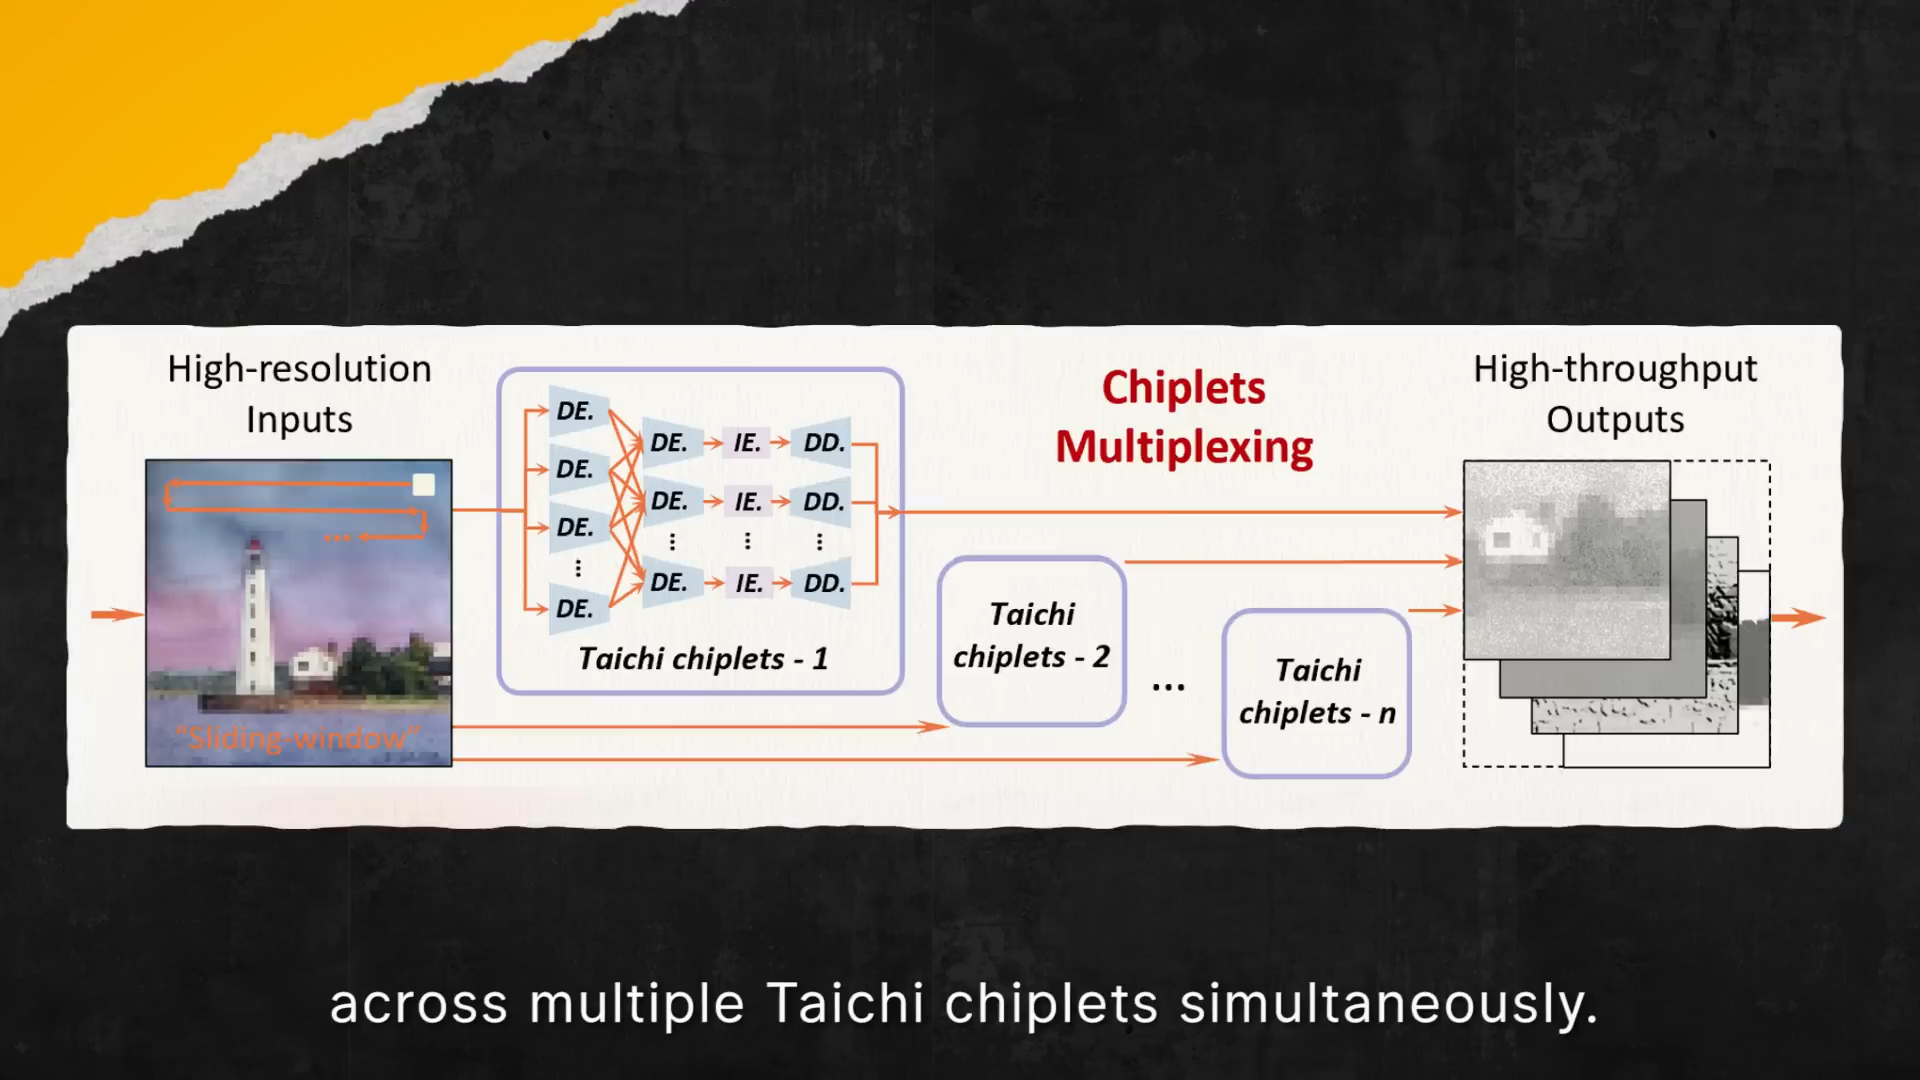 High-resolution
Inputs
"Sliding-window"
DE.
DE.
DE.
DE.
DE. IE. DD.
DE. IE. DD.
DE. IE. DD.
Taichi chiplets - 1
Chiplets
Multiplexing
Taichi
chiplets - 2
...
Taichi
chiplets - n
High-throughput
Outputs
across multiple Taichi chiplets simultaneously.